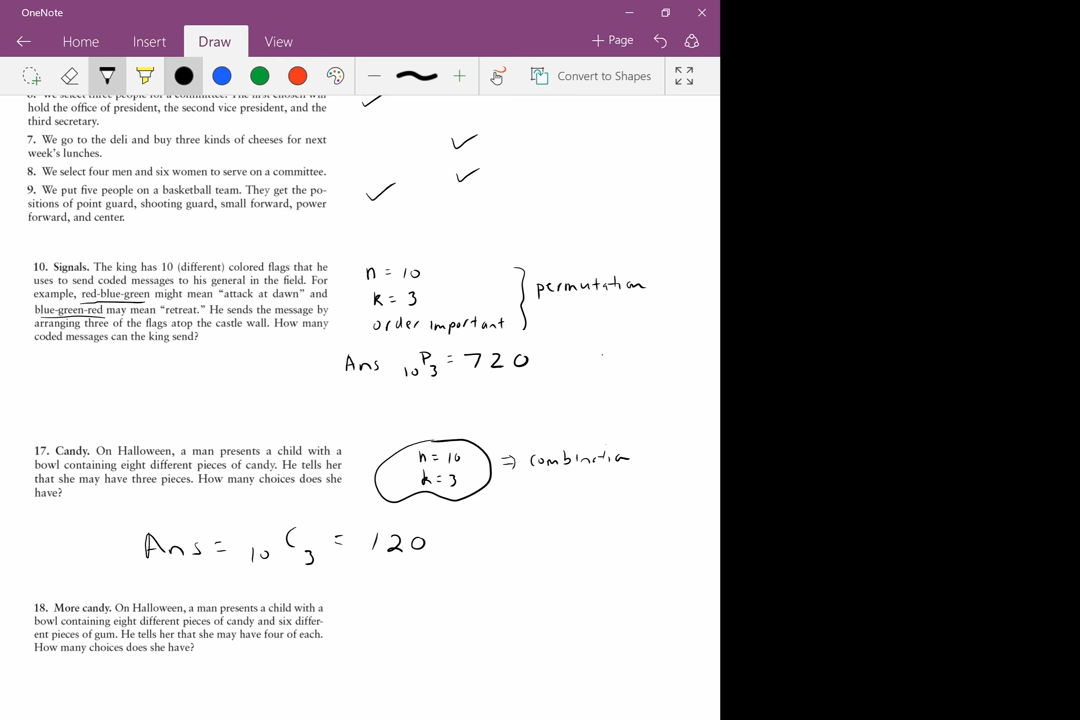 OneNote
Home Insert Draw View + Page
Convert to Shapes
hold the office of president, the second vice president, and the
third secretary.
7. We go to the deli and buy three kinds of cheeses for next
week's lunches.
8. We select four men and six women to serve on a committee.
9. We put five people on a basketball team. They get the po-
sitions of point guard, shooting guard, small forward, power
forward, and center.
10. Signals. The king has 10 (different) colored flags that he
uses to send coded messages to his general in the field. For
example, red-blue-green might mean "attack at dawn" and
blue-green-red may mean "retreat." He sends the message by
arranging three of the flags atop the castle wall. How many
coded messages can the king send?
n = 10
k = 3
order important
permutation
Ans 10P3 = 720
17. Candy. On Halloween, a man presents a child with a
bowl containing eight different pieces of candy. He tells her
that she may have three pieces. How many choices does she
have?
n = 10
k = 3
⇒ combination
Ans = 10C3 = 120
18. More candy. On Halloween, a man presents a child with a
bowl containing eight different pieces of candy and six differ-
ent pieces of gum. He tells her that she may have four of each.
How many choices does she have?